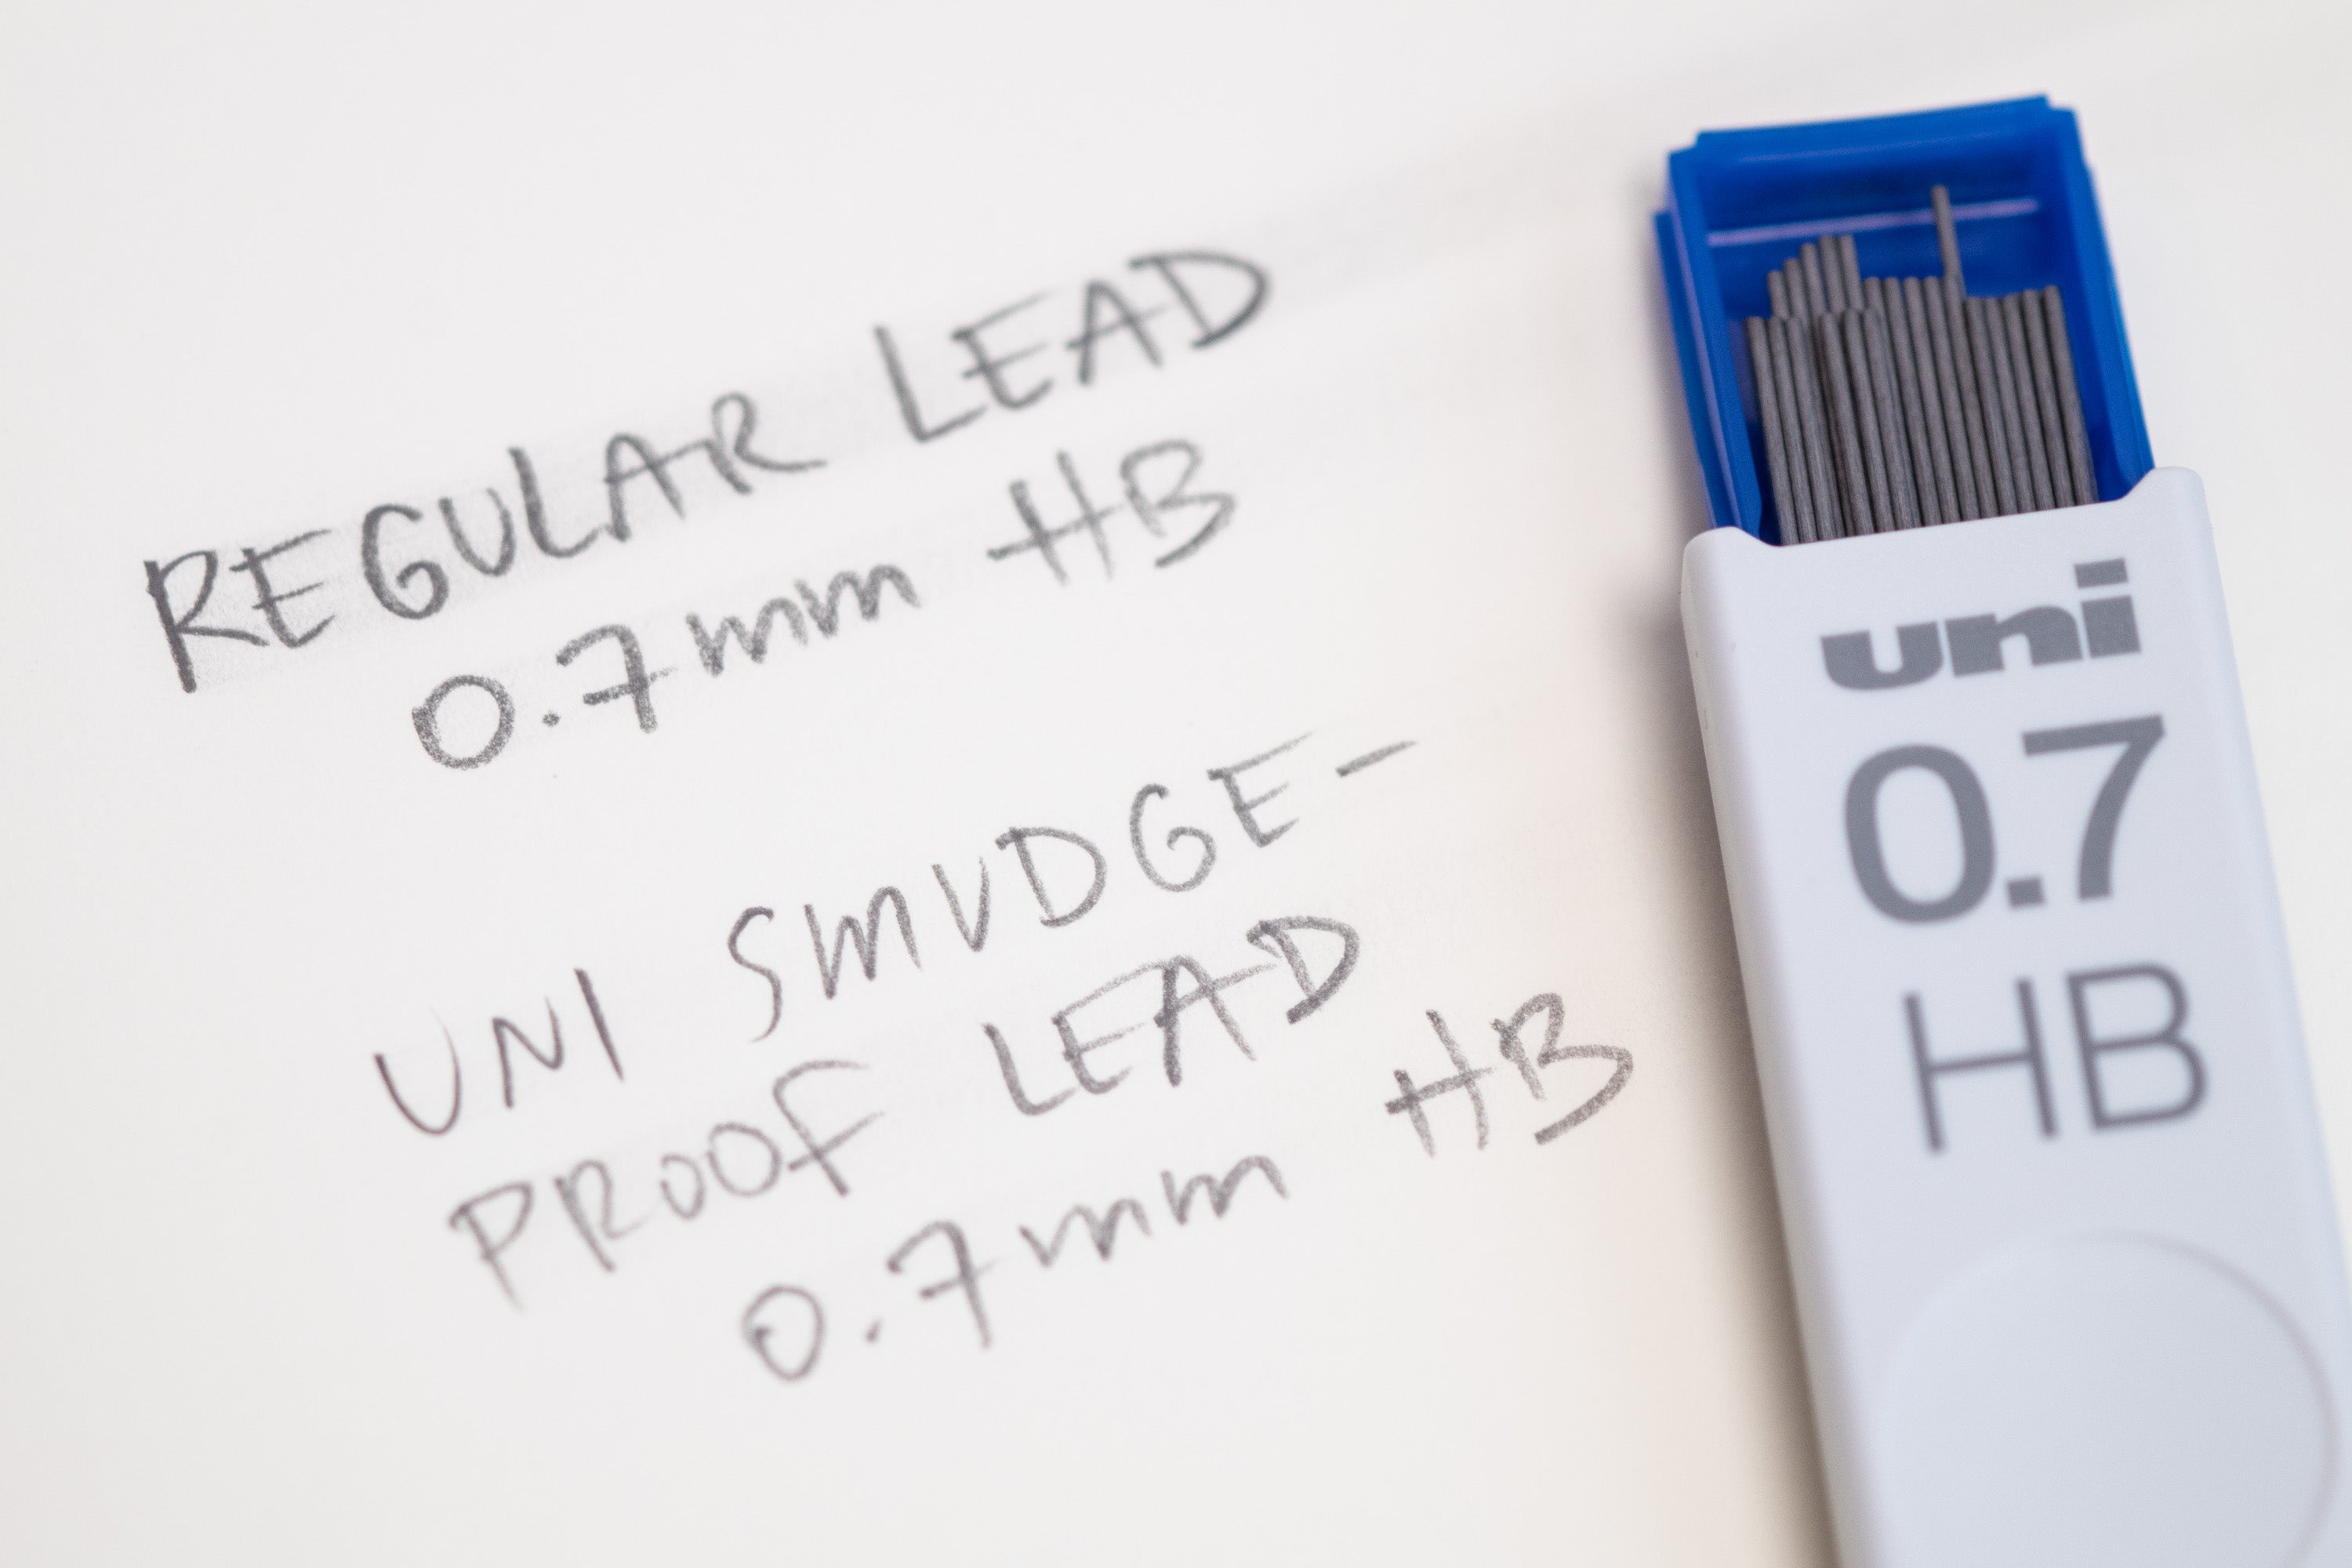 REGULAR LEAD
0.7mm HB
UNI SMUDGE-
PROOF LEAD
0.7mm HB
uni
0.7
HB